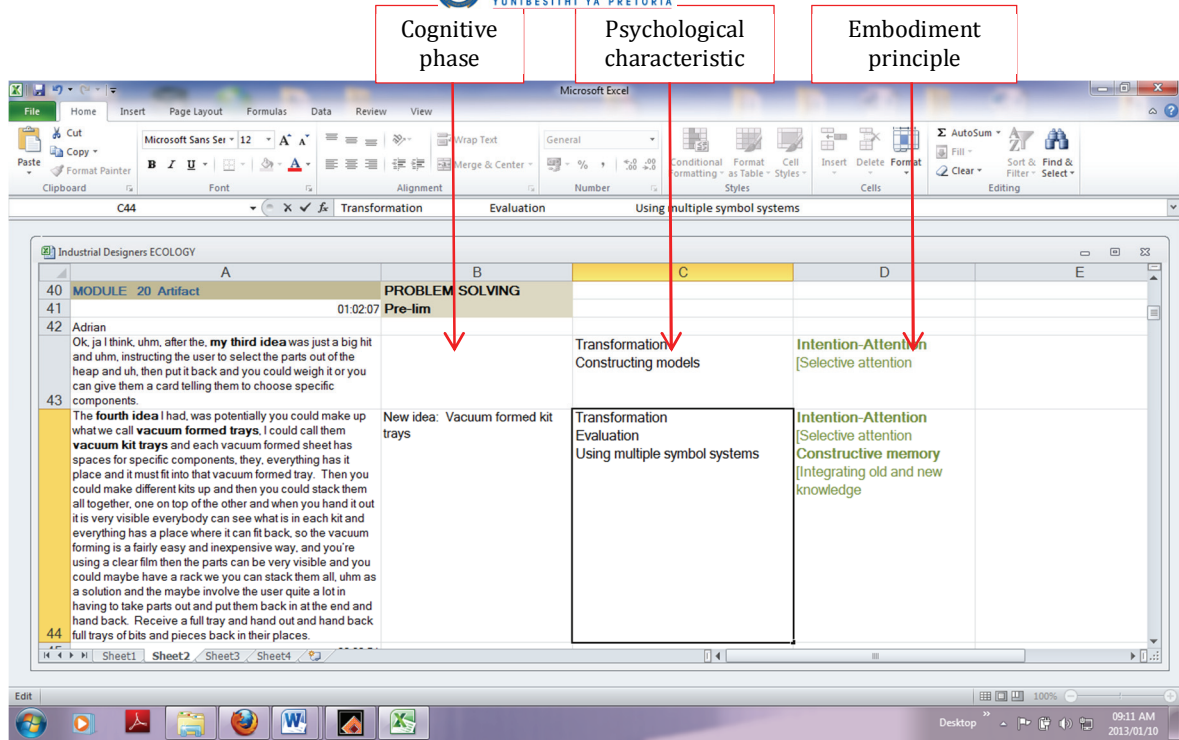 YUNIBESITHI YA PRETORIA
Cognitive
phase
Psychological
characteristic
Embodiment
principle
Microsoft Excel
File Home Insert Page Layout Formulas Data Review View
Cut
Copy
Format Painter
Paste
Clipboard
Microsoft Sans Ser 12
B I U
Font
Wrap Text
Merge & Center
Alignment
General
Number
Conditional Formatting
Format as Table
Cell Styles
Styles
Insert Delete Format
Cells
Σ AutoSum
Fill
Clear
Sort & Filter
Find & Select
Editing
C44 fx Transformation Evaluation Using multiple symbol systems
Industrial Designers ECOLOGY
A B C D E
40 MODULE 20 Artifact PROBLEM SOLVING
41 01:02:07 Pre-lim
42 Adrian
Ok, ja I think, uhm, after the, my third idea was just a big hit
and uhm, instructing the user to select the parts out of the
heap and uh, then put it back and you could weigh it or you
can give them a card telling them to choose specific
43 components.
Transformation
Constructing models
Intention-Attention
[Selective attention
The fourth idea I had, was potentially you could make up
what we call vacuum formed trays, I could call them
vacuum kit trays and each vacuum formed sheet has
spaces for specific components, they, everything has it
place and it must fit into that vacuum formed tray. Then you
could make different kits up and then you could stack them
all together, one on top of the other and when you hand it out
it is very visible everybody can see what is in each kit and
everything has a place where it can fit back, so the vacuum
forming is a fairly easy and inexpensive way, and you're
using a clear film then the parts can be very visible and you
could maybe have a rack we you can stack them all, uhm as
a solution and the maybe involve the user quite a lot in
having to take parts out and put them back in at the end and
hand back. Receive a full tray and hand out and hand back
44 full trays of bits and pieces back in their places.
New idea: Vacuum formed kit
trays
Transformation
Evaluation
Using multiple symbol systems
Intention-Attention
[Selective attention
Constructive memory
[Integrating old and new
knowledge
Sheet1 Sheet2 Sheet3 Sheet4
Edit
100%
Desktop
09:11 AM
2013/01/10